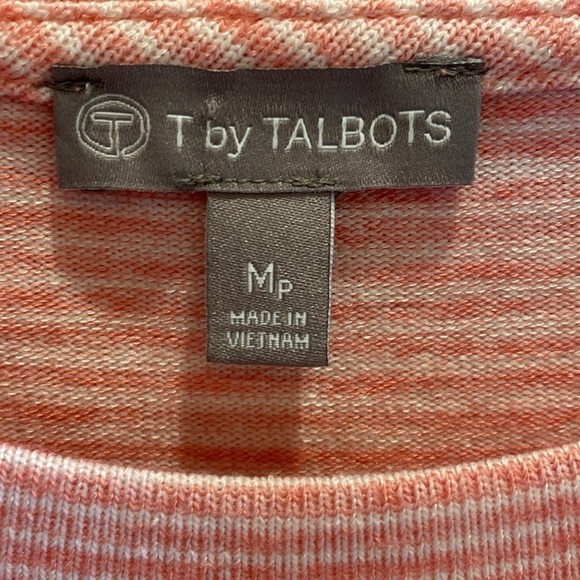 T by TALBOTS
MP
MADE IN
VIETNAM